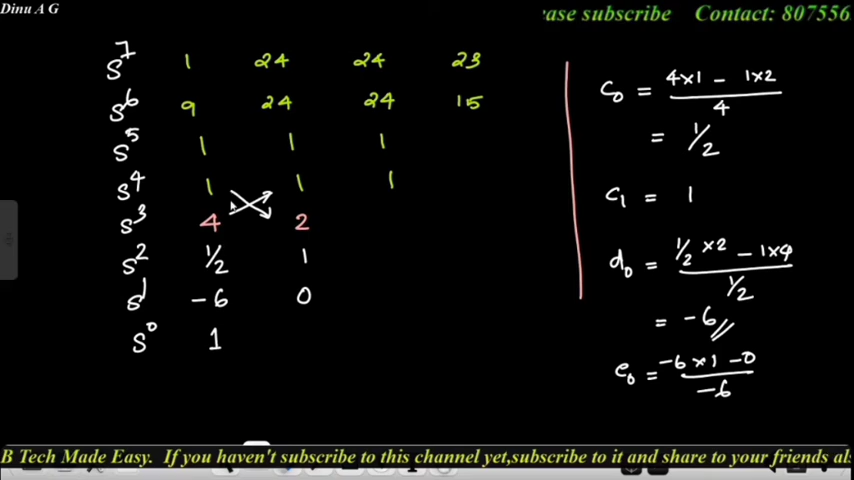 Dinu A G
ase subscribe Contact: 807556
S⁷ 1 24 24 23
S⁶ 9 24 24 15
S⁵ 1 1 1
S⁴ 1 1 1
S³ 4 2
S² ½ 1
S¹ -6 0
S⁰ 1
C₀ = (4×1 - 1×2)/4
= 1/2
C₁ = 1
d₀ = (1/2 ×2 - 1×4)/(1/2)
= -6 //
e₀ = (-6×1 -0)/-6
B Tech Made Easy. If you haven't subscribe to this channel yet,subscribe to it and share to your friends als